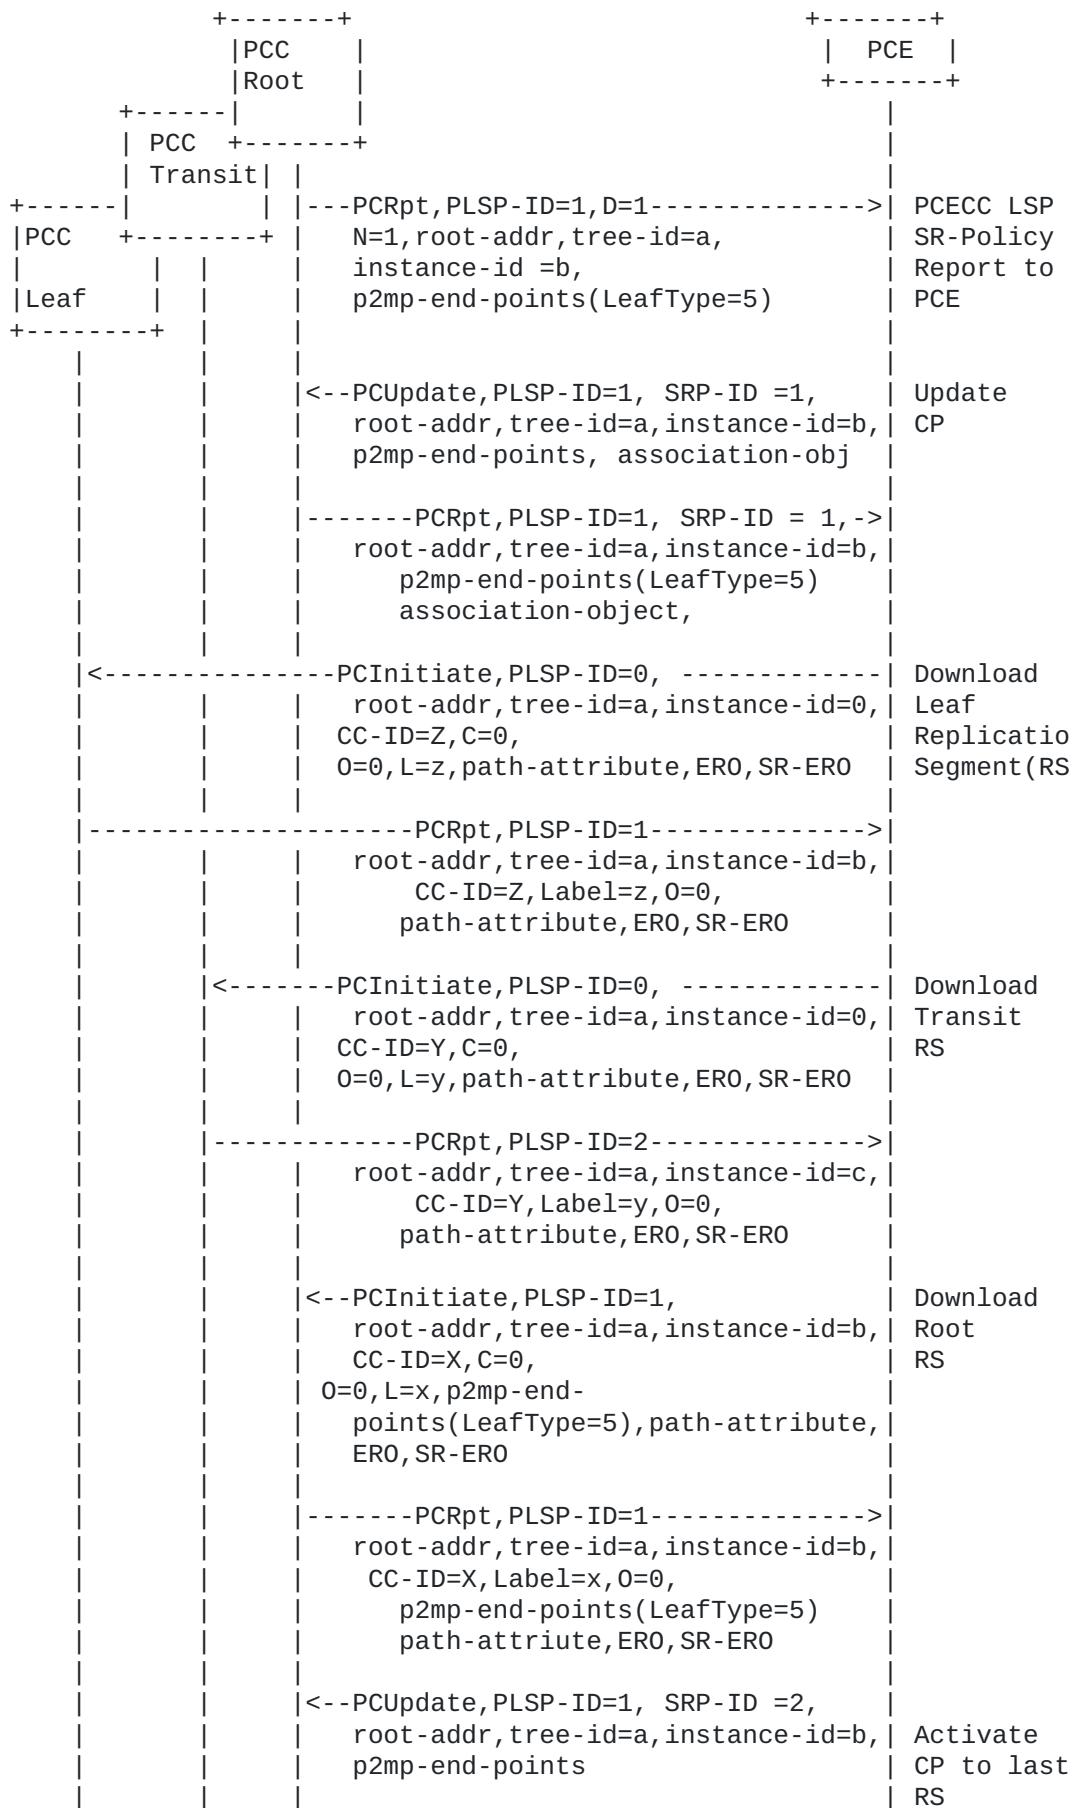 +-------+                             +-------+
|PCC    |                             |  PCE  |
|Root   |                             +-------+
+------|       |                                  |
| PCC  +-------+                                  |
| Transit|  |                                     |
+------|        |  |---PCRpt,PLSP-ID=1,D=1-------------->| PCECC LSP
|PCC   +--------+  |   N=1,root-addr,tree-id=a,          | SR-Policy
|        |  |      |   instance-id =b,                   | Report to
|Leaf    |  |      |   p2mp-end-points(LeafType=5)       | PCE
+--------+  |      |                                     |
|       |     |                                     |
|       |     |<--PCUpdate,PLSP-ID=1, SRP-ID =1,    | Update
|       |     |   root-addr,tree-id=a,instance-id=b,| CP
|       |     |   p2mp-end-points, association-obj  |
|       |     |                                     |
|       |     |-------PCRpt,PLSP-ID=1, SRP-ID = 1,->|
|       |     |   root-addr,tree-id=a,instance-id=b,|
|       |     |      p2mp-end-points(LeafType=5)    |
|       |     |      association-object,            |
|       |     |                                     |
|<---------------PCInitiate,PLSP-ID=0, -------------| Download
|       |     |   root-addr,tree-id=a,instance-id=0,| Leaf
|       |     |  CC-ID=Z,C=0,                       | Replicatio
|       |     |  O=0,L=z,path-attribute,ERO,SR-ERO  | Segment(RS
|       |     |                                     |
|---------------------PCRpt,PLSP-ID=1-------------->|
|       |     |   root-addr,tree-id=a,instance-id=b,|
|       |     |       CC-ID=Z,Label=z,O=0,          |
|       |     |      path-attribute,ERO,SR-ERO      |
|       |     |                                     |
|       |<-------PCInitiate,PLSP-ID=0, -------------| Download
|       |     |   root-addr,tree-id=a,instance-id=0,| Transit
|       |     |  CC-ID=Y,C=0,                       | RS
|       |     |  O=0,L=y,path-attribute,ERO,SR-ERO  |
|       |     |                                     |
|       |-------------PCRpt,PLSP-ID=2-------------->|
|       |     |   root-addr,tree-id=a,instance-id=c,|
|       |     |       CC-ID=Y,Label=y,O=0,          |
|       |     |      path-attribute,ERO,SR-ERO      |
|       |     |                                     |
|       |     |<--PCInitiate,PLSP-ID=1,             | Download
|       |     |   root-addr,tree-id=a,instance-id=b,| Root
|       |     |   CC-ID=X,C=0,                      | RS
|       |     | O=0,L=x,p2mp-end-                   |
|       |     |   points(LeafType=5),path-attribute,|
|       |     |   ERO,SR-ERO                        |
|       |     |                                     |
|       |     |-------PCRpt,PLSP-ID=1-------------->|
|       |     |   root-addr,tree-id=a,instance-id=b,|
|       |     |    CC-ID=X,Label=x,O=0,             |
|       |     |      p2mp-end-points(LeafType=5)    |
|       |     |      path-attriute,ERO,SR-ERO       |
|       |     |                                     |
|       |     |<--PCUpdate,PLSP-ID=1, SRP-ID =2,    |
|       |     |   root-addr,tree-id=a,instance-id=b,| Activate
|       |     |   p2mp-end-points                   | CP to last
|       |     |                                     | RS